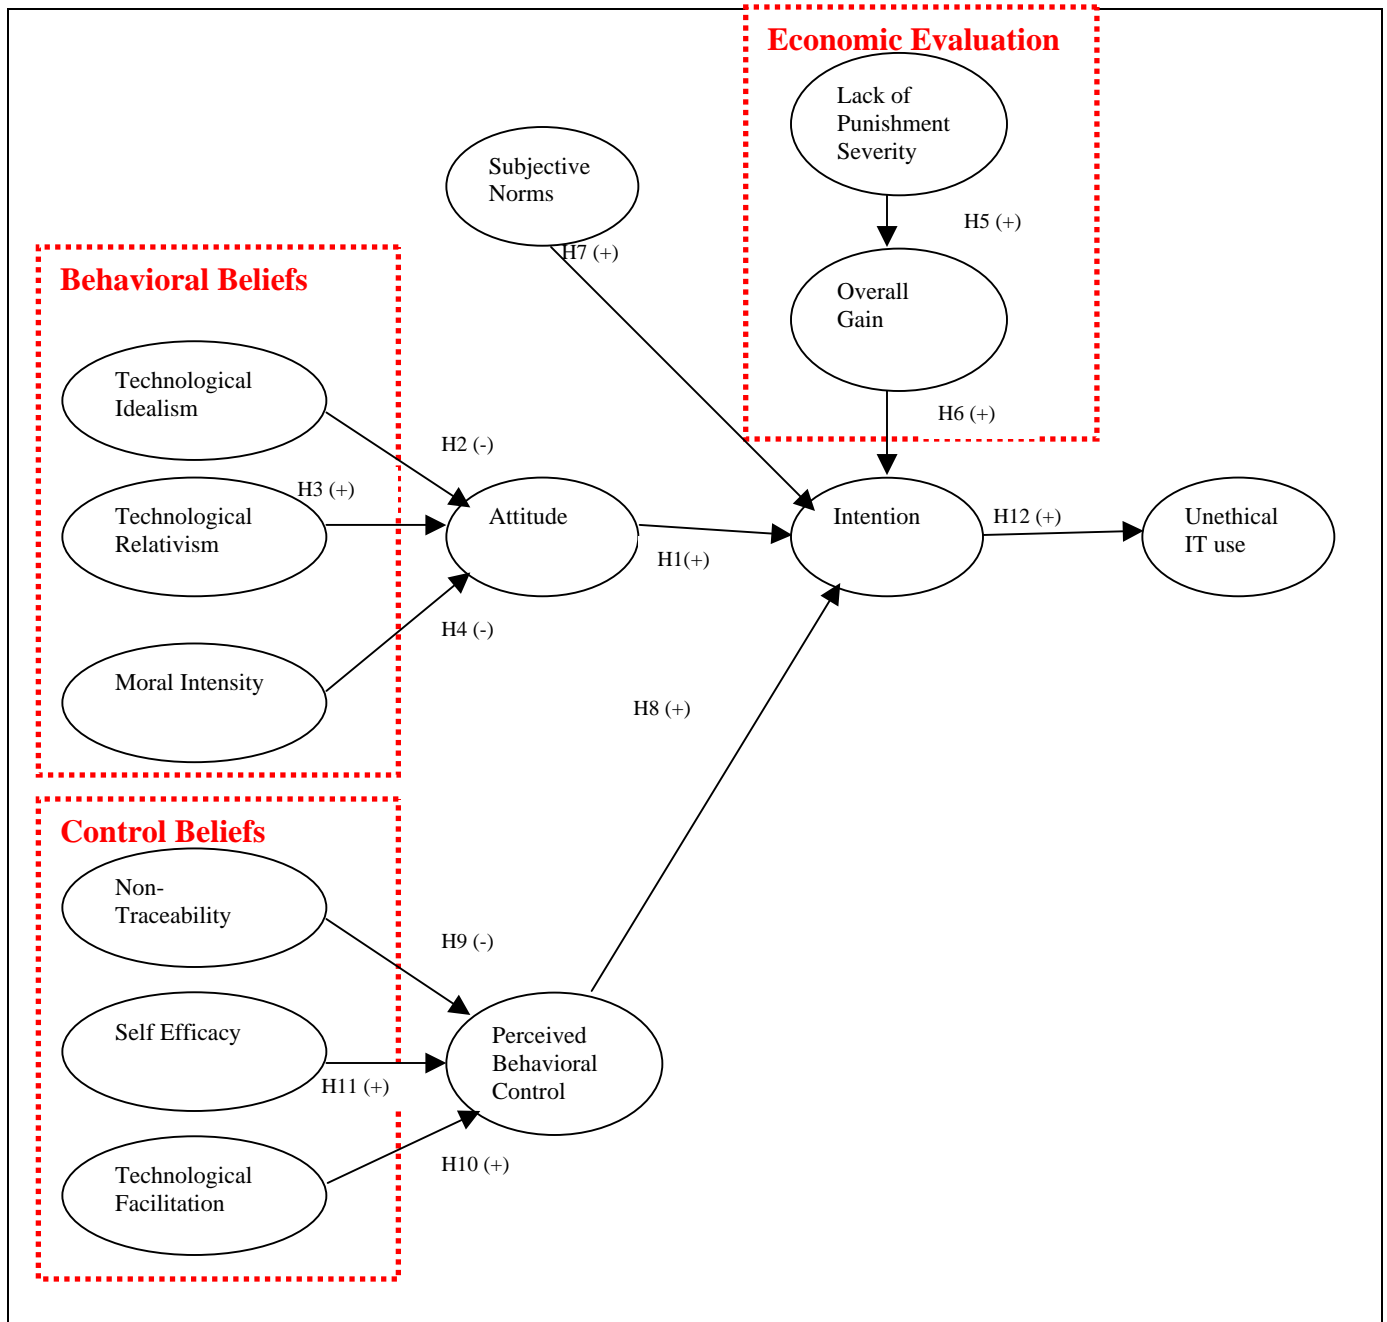 Economic Evaluation
Lack of
Punishment
Severity
Subjective
Norms
H5 (+)
H7 (+)
Behavioral Beliefs
Overall
Gain
Technological
Idealism
H6 (+)
H2 (-)
H3 (+)
Technological
Relativism
Attitude
Intention
H12 (+)
Unethical
IT use
H1(+)
H4 (-)
Moral Intensity
H8 (+)
Control Beliefs
Non-
Traceability
H9 (-)
Self Efficacy
Perceived
Behavioral
Control
H11 (+)
H10 (+)
Technological
Facilitation